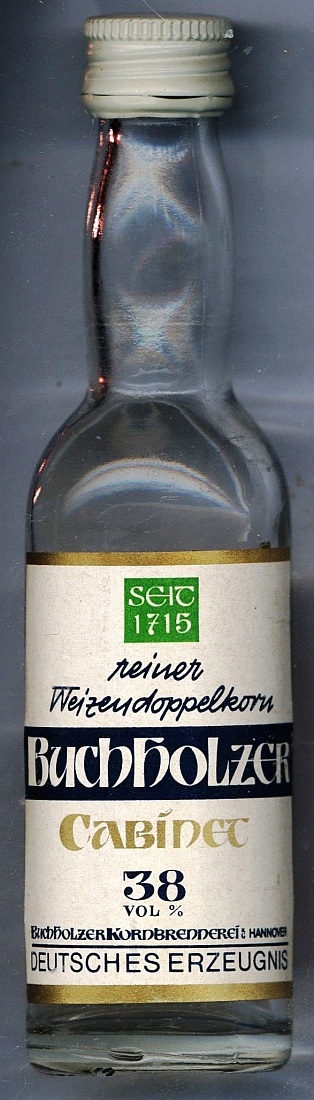 SEIT
1715
reiner
Weizendoppelkorn
BUCHHOLZER
CABINET
38
VOL %
BUCHHOLZER KORNBRENNEREI HANNOVER
DEUTSCHES ERZEUGNIS